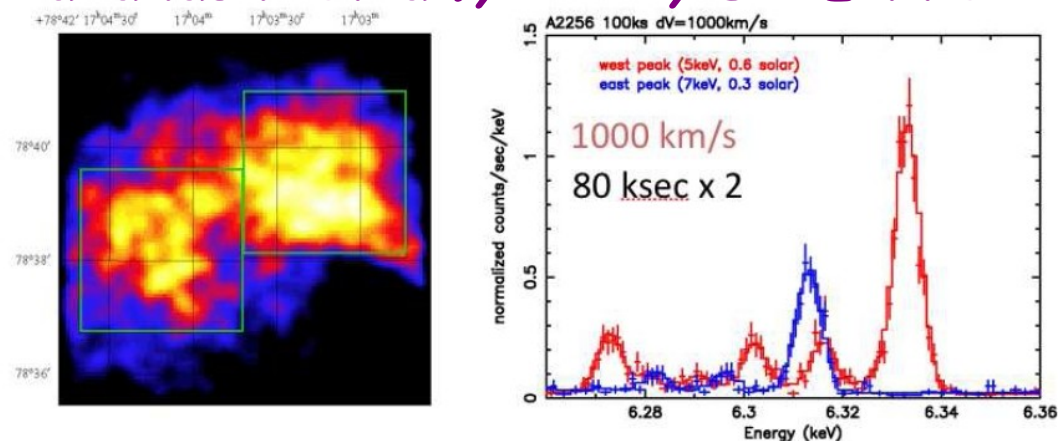 +78°42' 17ʰ04ᵐ30ˢ 17ʰ04ᵐ 17ʰ03ᵐ30ˢ 17ʰ03ᵐ
78°40'
78°38'
78°36'
A2256 100ks dV=1000km/s
west peak (5keV, 0.6 solar)
east peak (7keV, 0.3 solar)
1000 km/s
80 ksec x 2
normalized counts/sec/keV
1.5
1
0.5
0
6.28 6.3 6.32 6.34 6.36
Energy (keV)